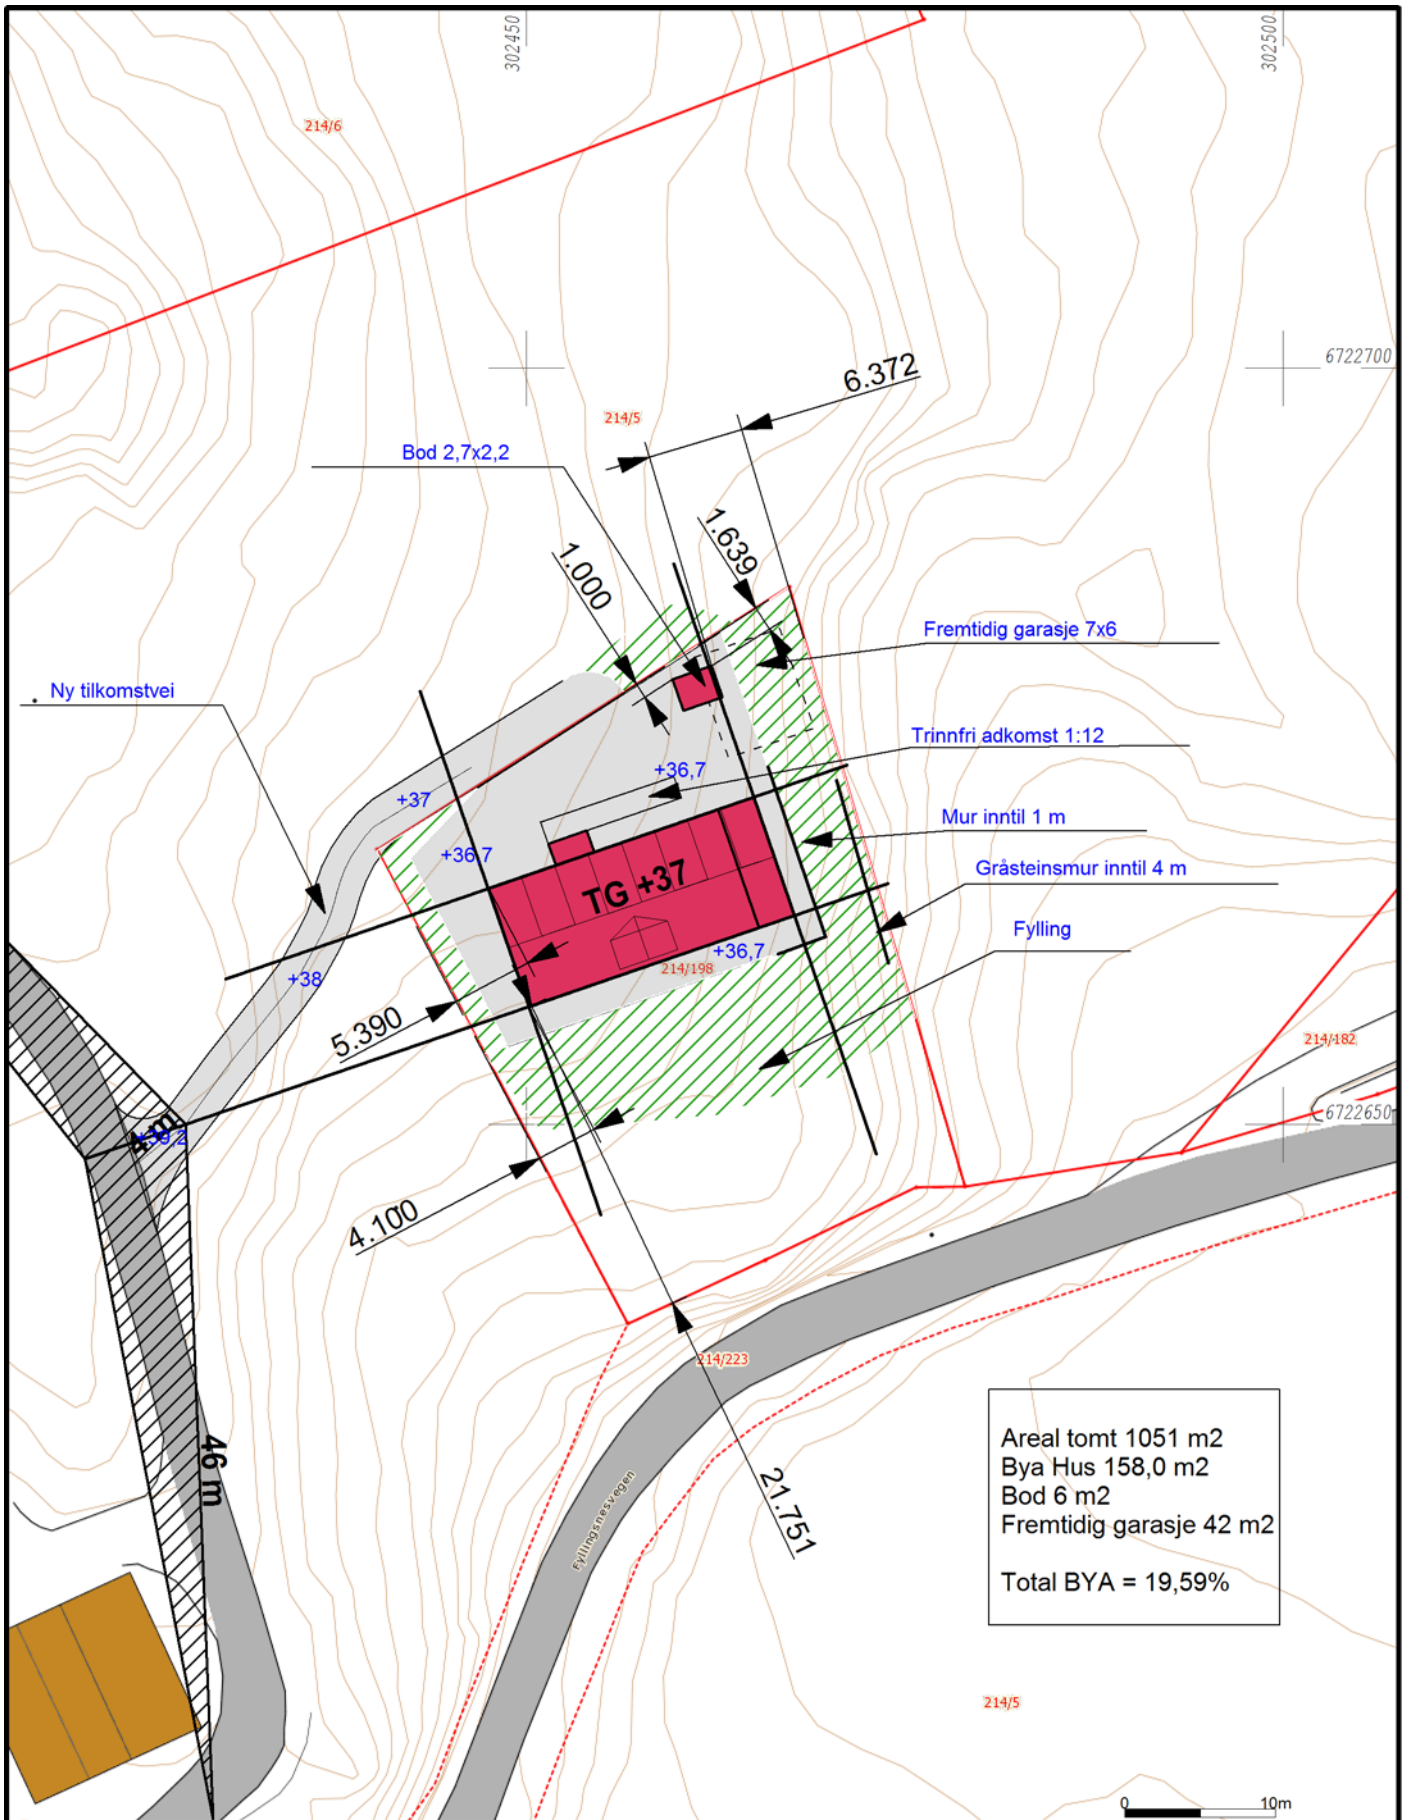 302450
302500
214/6
6722700
6.372
214/5
Bod 2,7x2,2
1.639
1.000
Fremtidig garasje 7x6
Ny tilkomstvei
Trinnfri adkomst 1:12
+36,7
+37
Mur inntil 1 m
+36,7
Gråsteinsmur inntil 4 m
TG +37
Fylling
+36,7
214/198
+38
5.390
214/182
6722650
4 m
+39,2
4.100
214/223
46 m
21.751
Fyllingsnesvegen
Areal tomt 1051 m2
Bya Hus 158,0 m2
Bod 6 m2
Fremtidig garasje 42 m2
Total BYA = 19,59%
214/5
0
10m